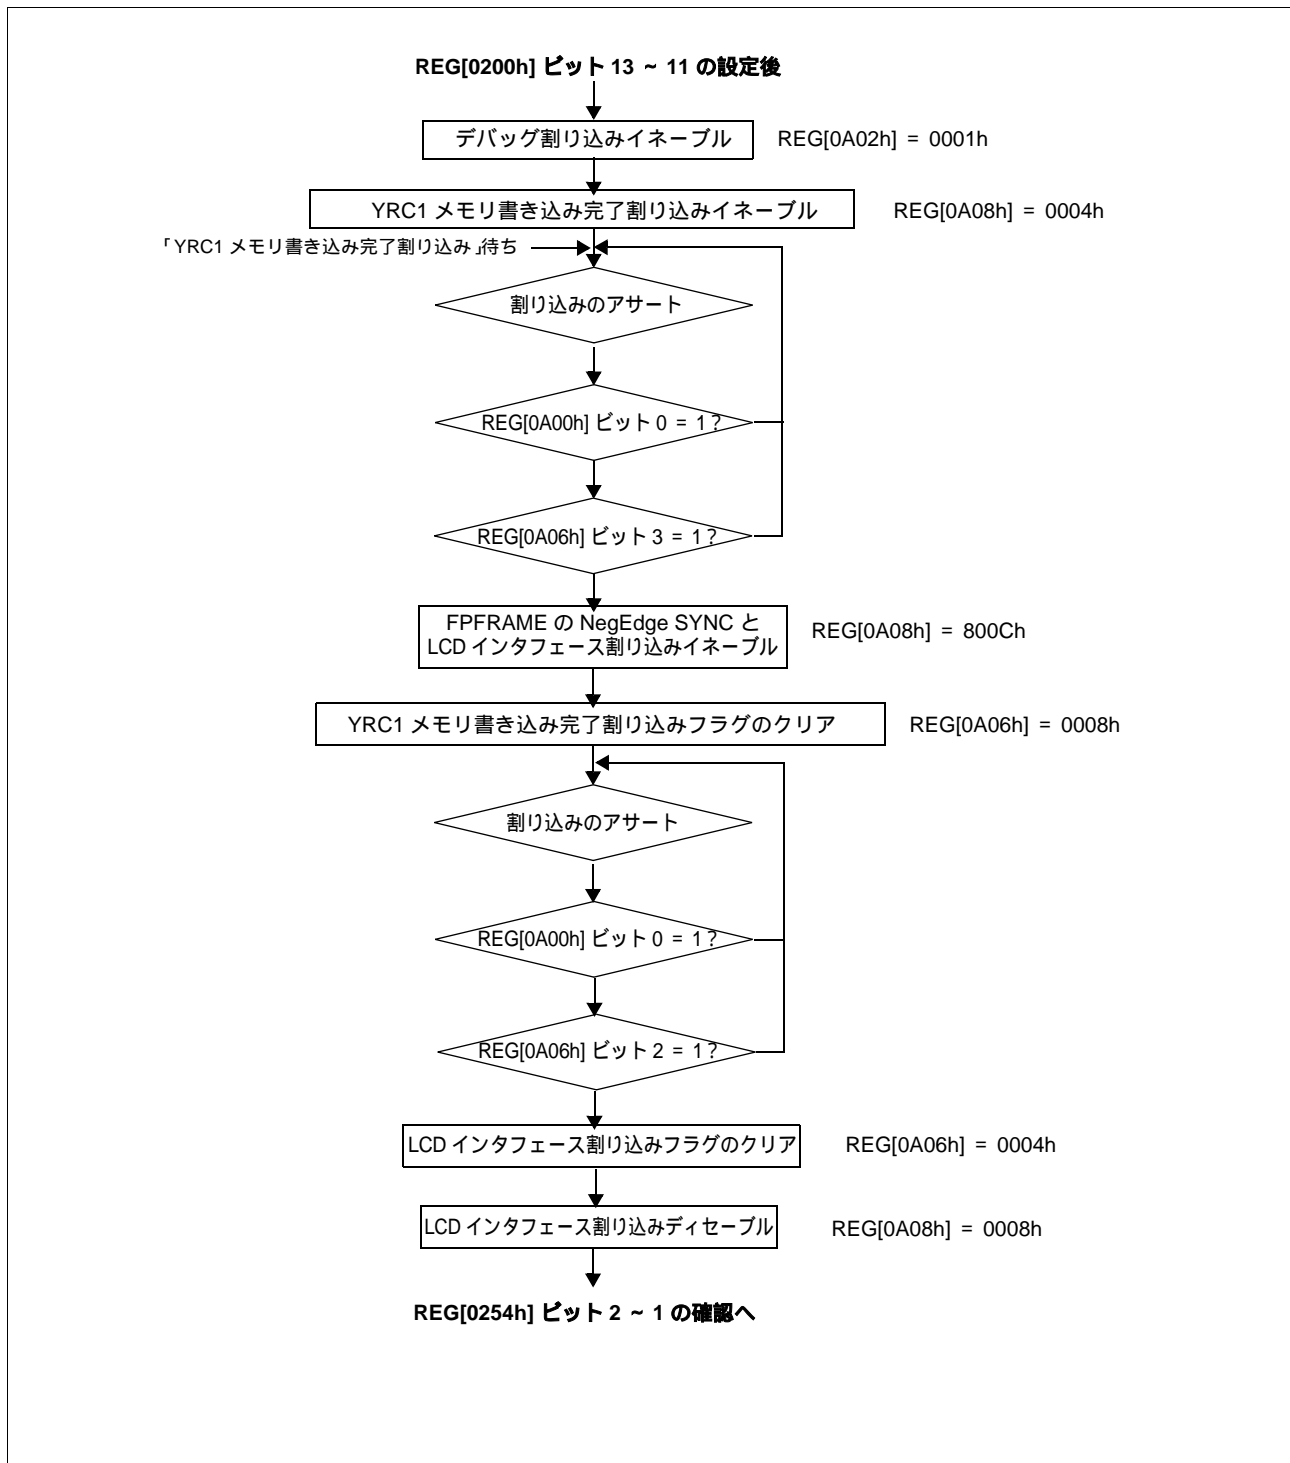 REG[0200h] ビット 13 ~ 11 の設定後
デバッグ割り込みイネーブル REG[0A02h] = 0001h
YRC1 メモリ書き込み完了割り込みイネーブル REG[0A08h] = 0004h
「YRC1 メモリ書き込み完了割り込み」待ち
割り込みのアサート
REG[0A00h] ビット 0 = 1?
REG[0A06h] ビット 3 = 1?
FPFRAME の NegEdge SYNC と
LCD インタフェース割り込みイネーブル REG[0A08h] = 800Ch
YRC1 メモリ書き込み完了割り込みフラグのクリア REG[0A06h] = 0008h
割り込みのアサート
REG[0A00h] ビット 0 = 1?
REG[0A06h] ビット 2 = 1?
LCD インタフェース割り込みフラグのクリア REG[0A06h] = 0004h
LCD インタフェース割り込みディセーブル REG[0A08h] = 0008h
REG[0254h] ビット 2 ~ 1 の確認へ